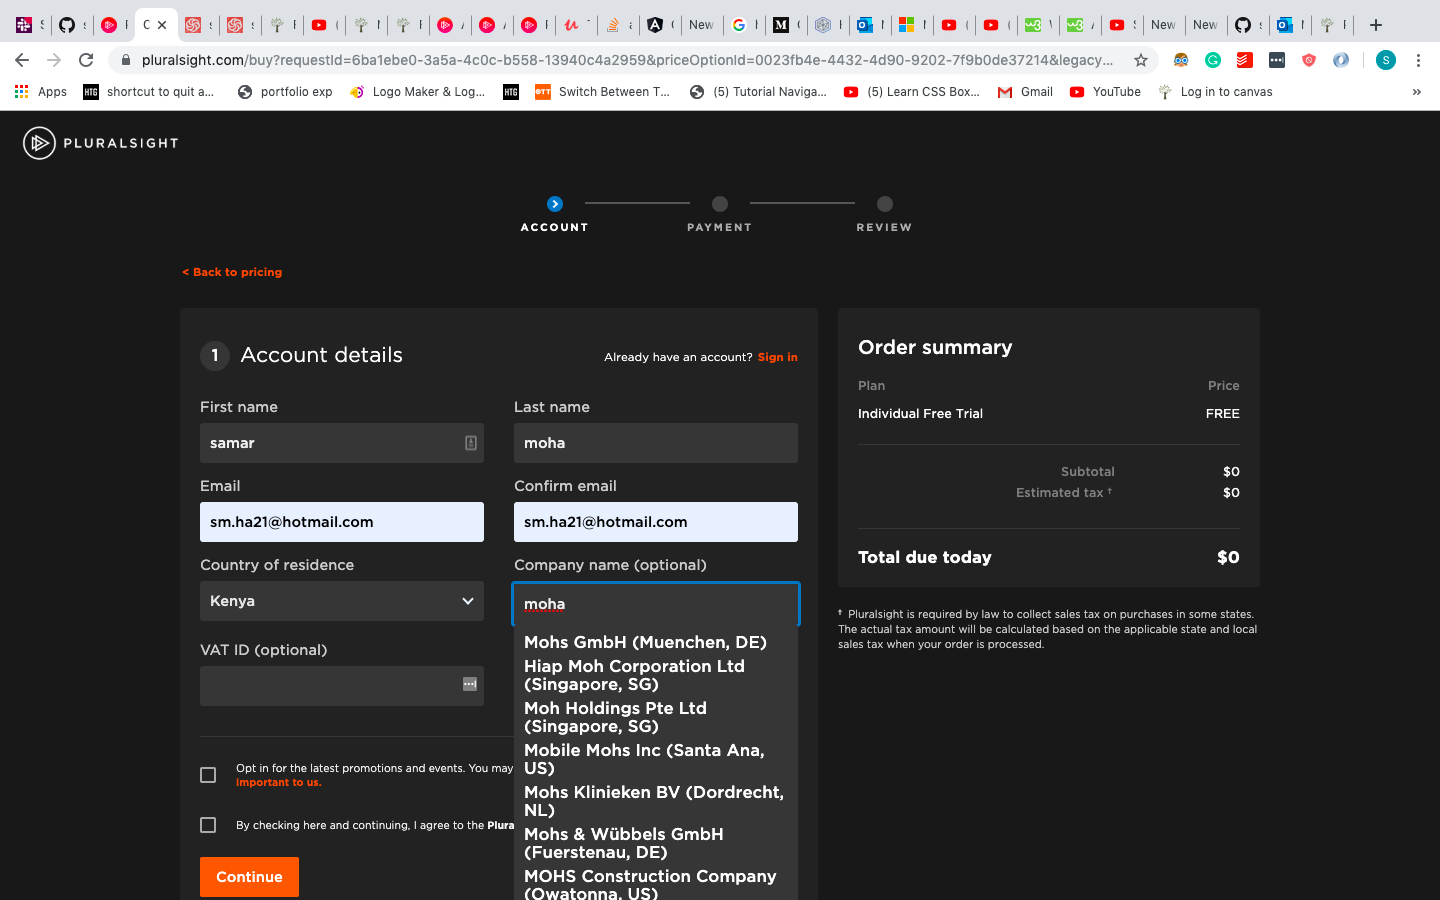 New
New
New
pluralsight.com/buy?requestId=6ba1ebe0-3a5a-4c0c-b558-13940c4a2959&priceOptionId=0023fb4e-4432-4d90-9202-7f9b0de37214&legacy...
S
Apps
HTG
shortcut to quit a...
portfolio exp
Logo Maker & Log...
HTG
OTT
Switch Between T...
(5) Tutorial Naviga...
(5) Learn CSS Box...
Gmail
YouTube
Log in to canvas
»
PLURALSIGHT
ACCOUNT
PAYMENT
REVIEW
< Back to pricing
1 Account details
Already have an account? Sign in
First name
Last name
samar
moha
Email
Confirm email
sm.ha21@hotmail.com
sm.ha21@hotmail.com
Country of residence
Company name (optional)
Kenya
moha
VAT ID (optional)
Mohs GmbH (Muenchen, DE)
Hiap Moh Corporation Ltd
(Singapore, SG)
Moh Holdings Pte Ltd
(Singapore, SG)
Mobile Mohs Inc (Santa Ana,
US)
Mohs Klinieken BV (Dordrecht,
NL)
Mohs & Wübbels GmbH
(Fuerstenau, DE)
MOHS Construction Company
(Owatonna, US)
Opt in for the latest promotions and events. You may
important to us.
By checking here and continuing, I agree to the Plura
Continue
Order summary
Plan
Price
Individual Free Trial
FREE
Subtotal
$0
Estimated tax †
$0
Total due today
$0
† Pluralsight is required by law to collect sales tax on purchases in some states.
The actual tax amount will be calculated based on the applicable state and local
sales tax when your order is processed.